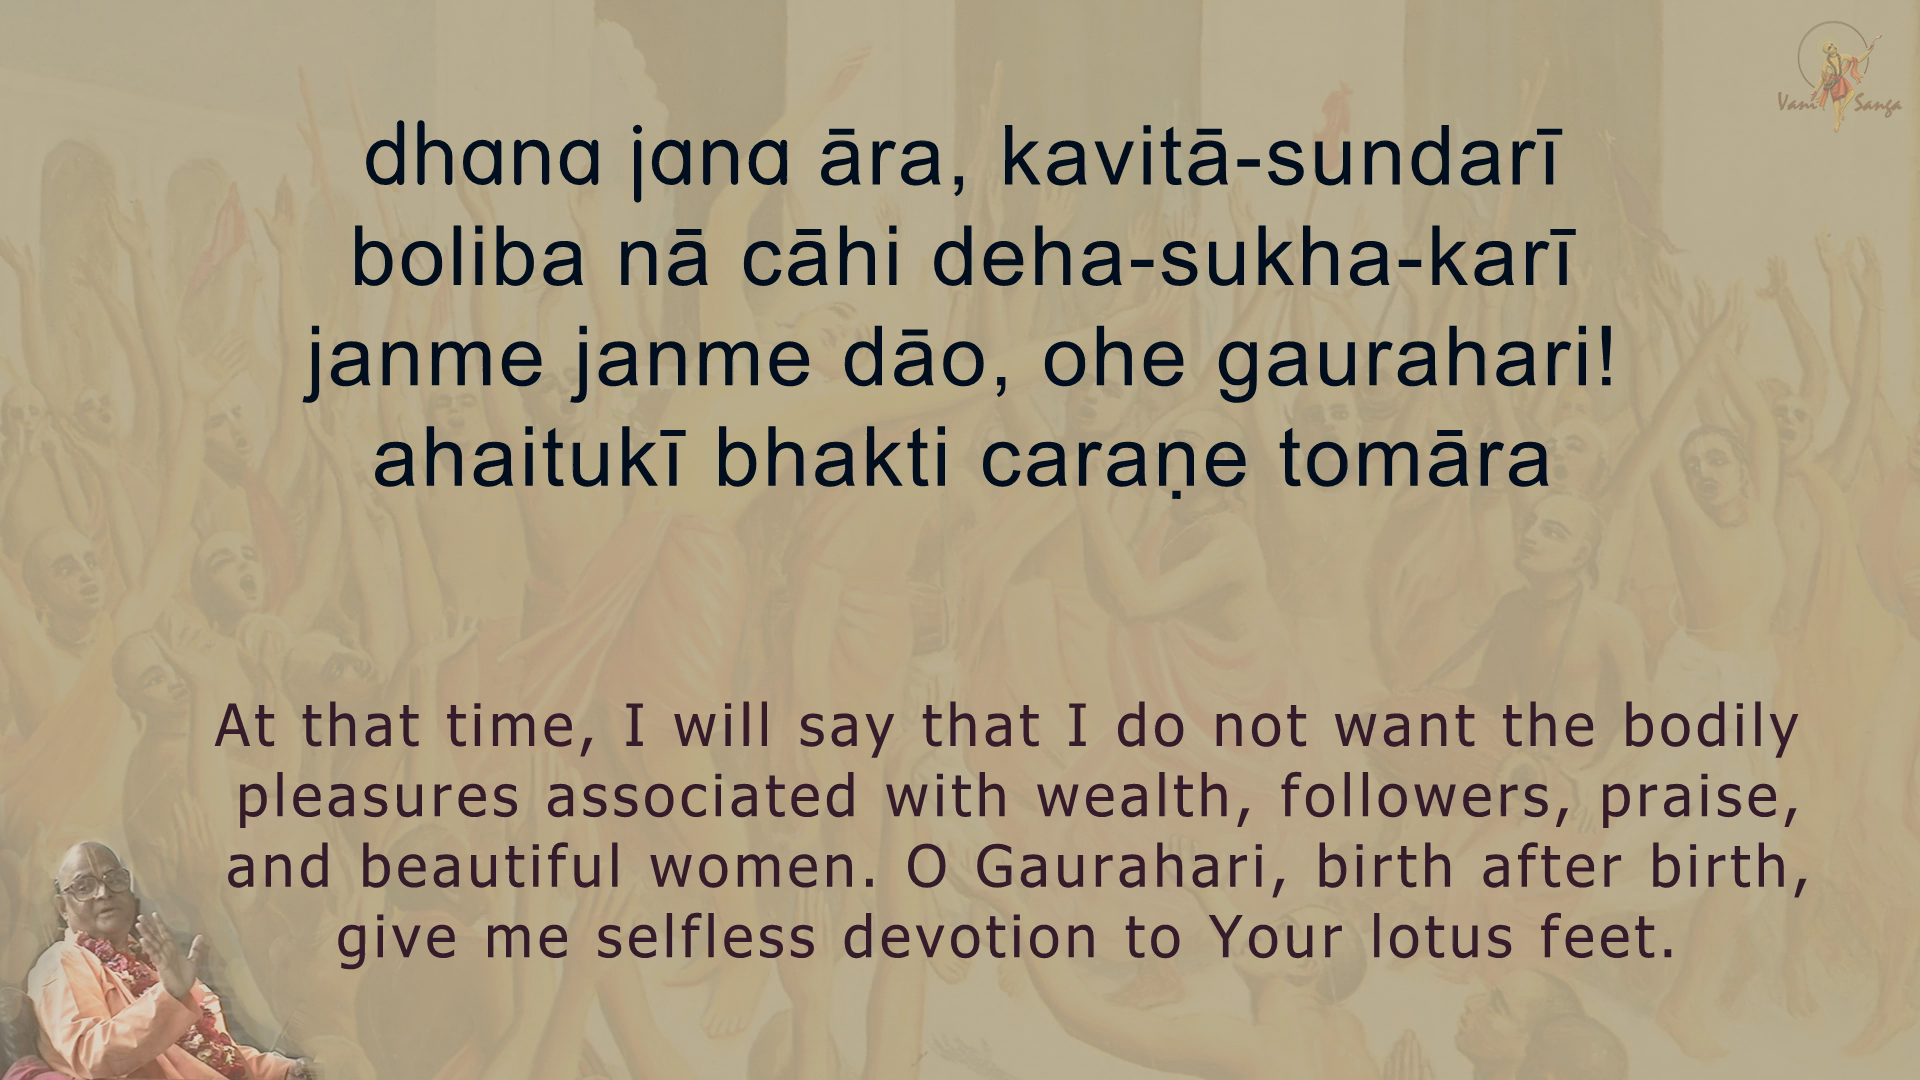 Vani Sanga
dhana jana āra, kavitā-sundarī
boliba nā cāhi deha-sukha-karī
janme janme dāo, ohe gaurahari!
ahaitukī bhakti caraṇe tomāra
At that time, I will say that I do not want the bodily
pleasures associated with wealth, followers, praise,
and beautiful women. O Gaurahari, birth after birth,
give me selfless devotion to Your lotus feet.